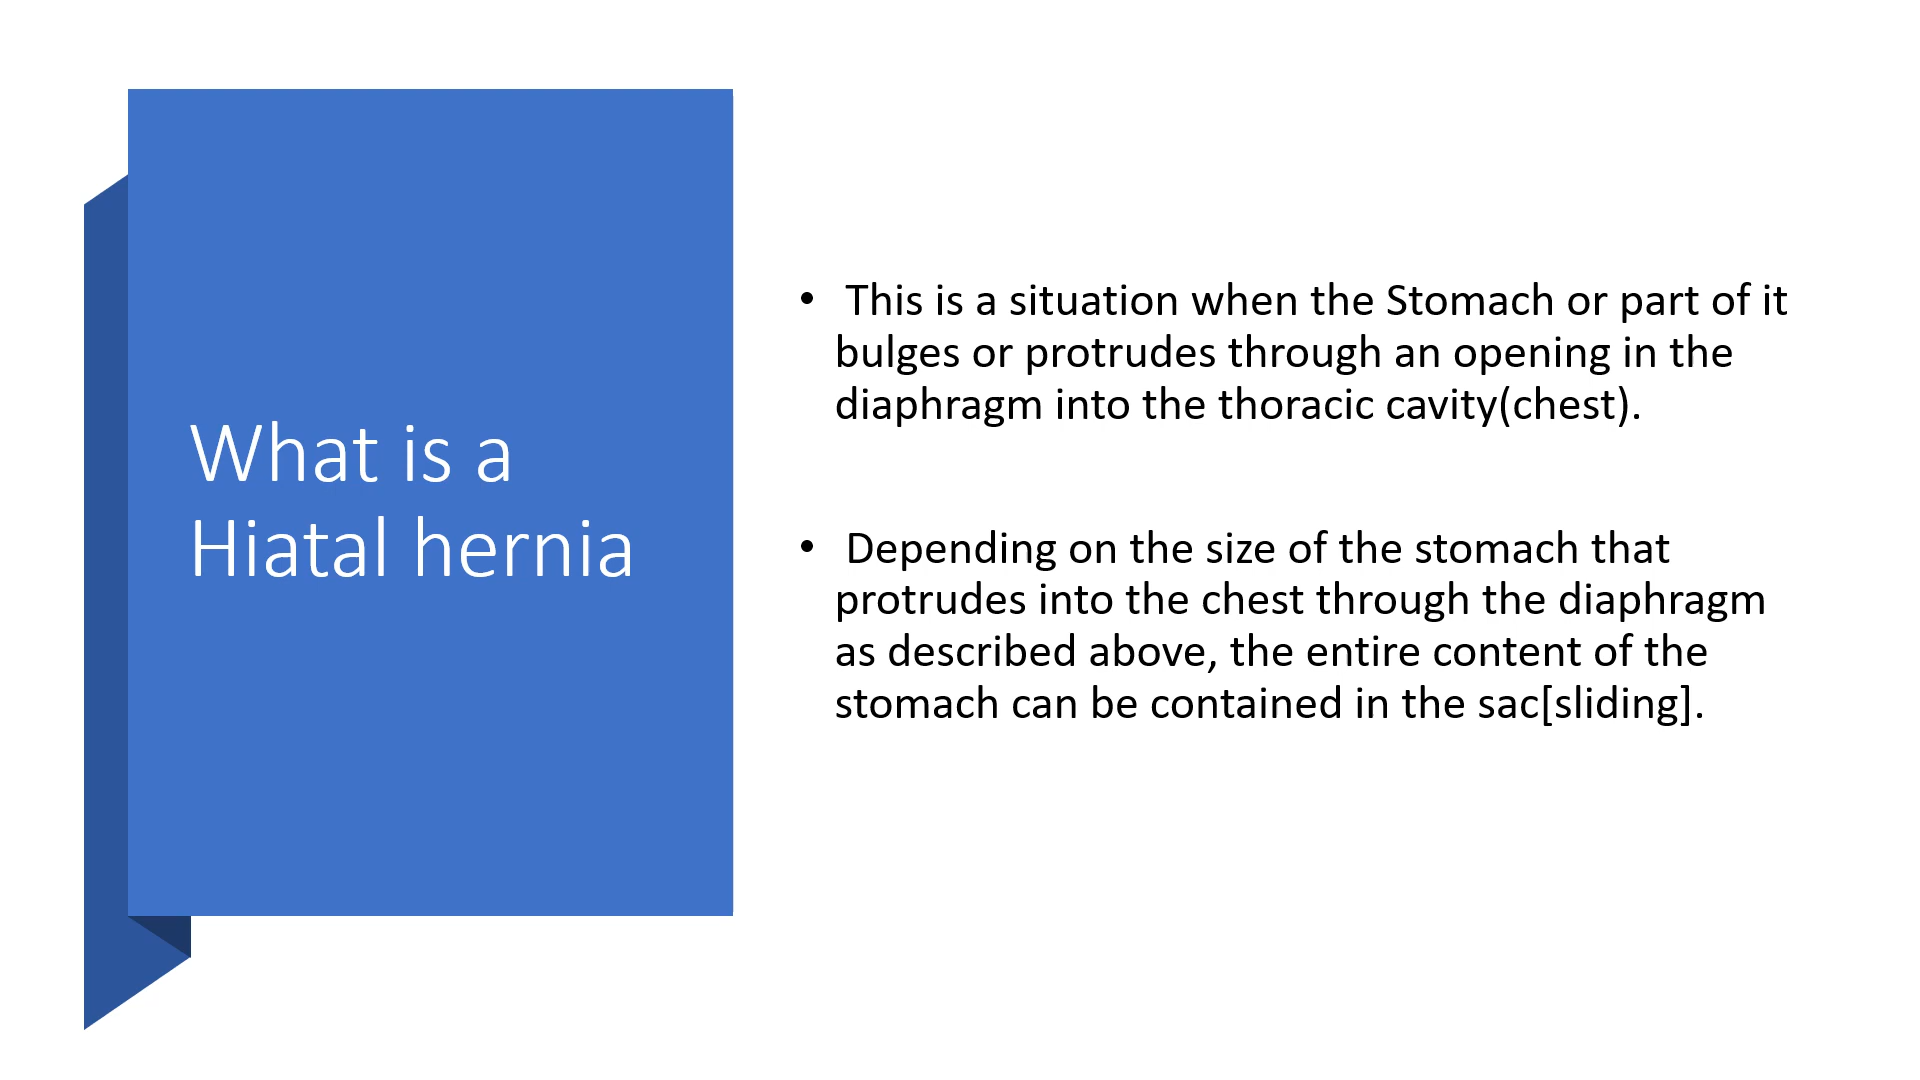 What is a
Hiatal hernia
• This is a situation when the Stomach or part of it
bulges or protrudes through an opening in the
diaphragm into the thoracic cavity(chest).
• Depending on the size of the stomach that
protrudes into the chest through the diaphragm
as described above, the entire content of the
stomach can be contained in the sac[sliding].